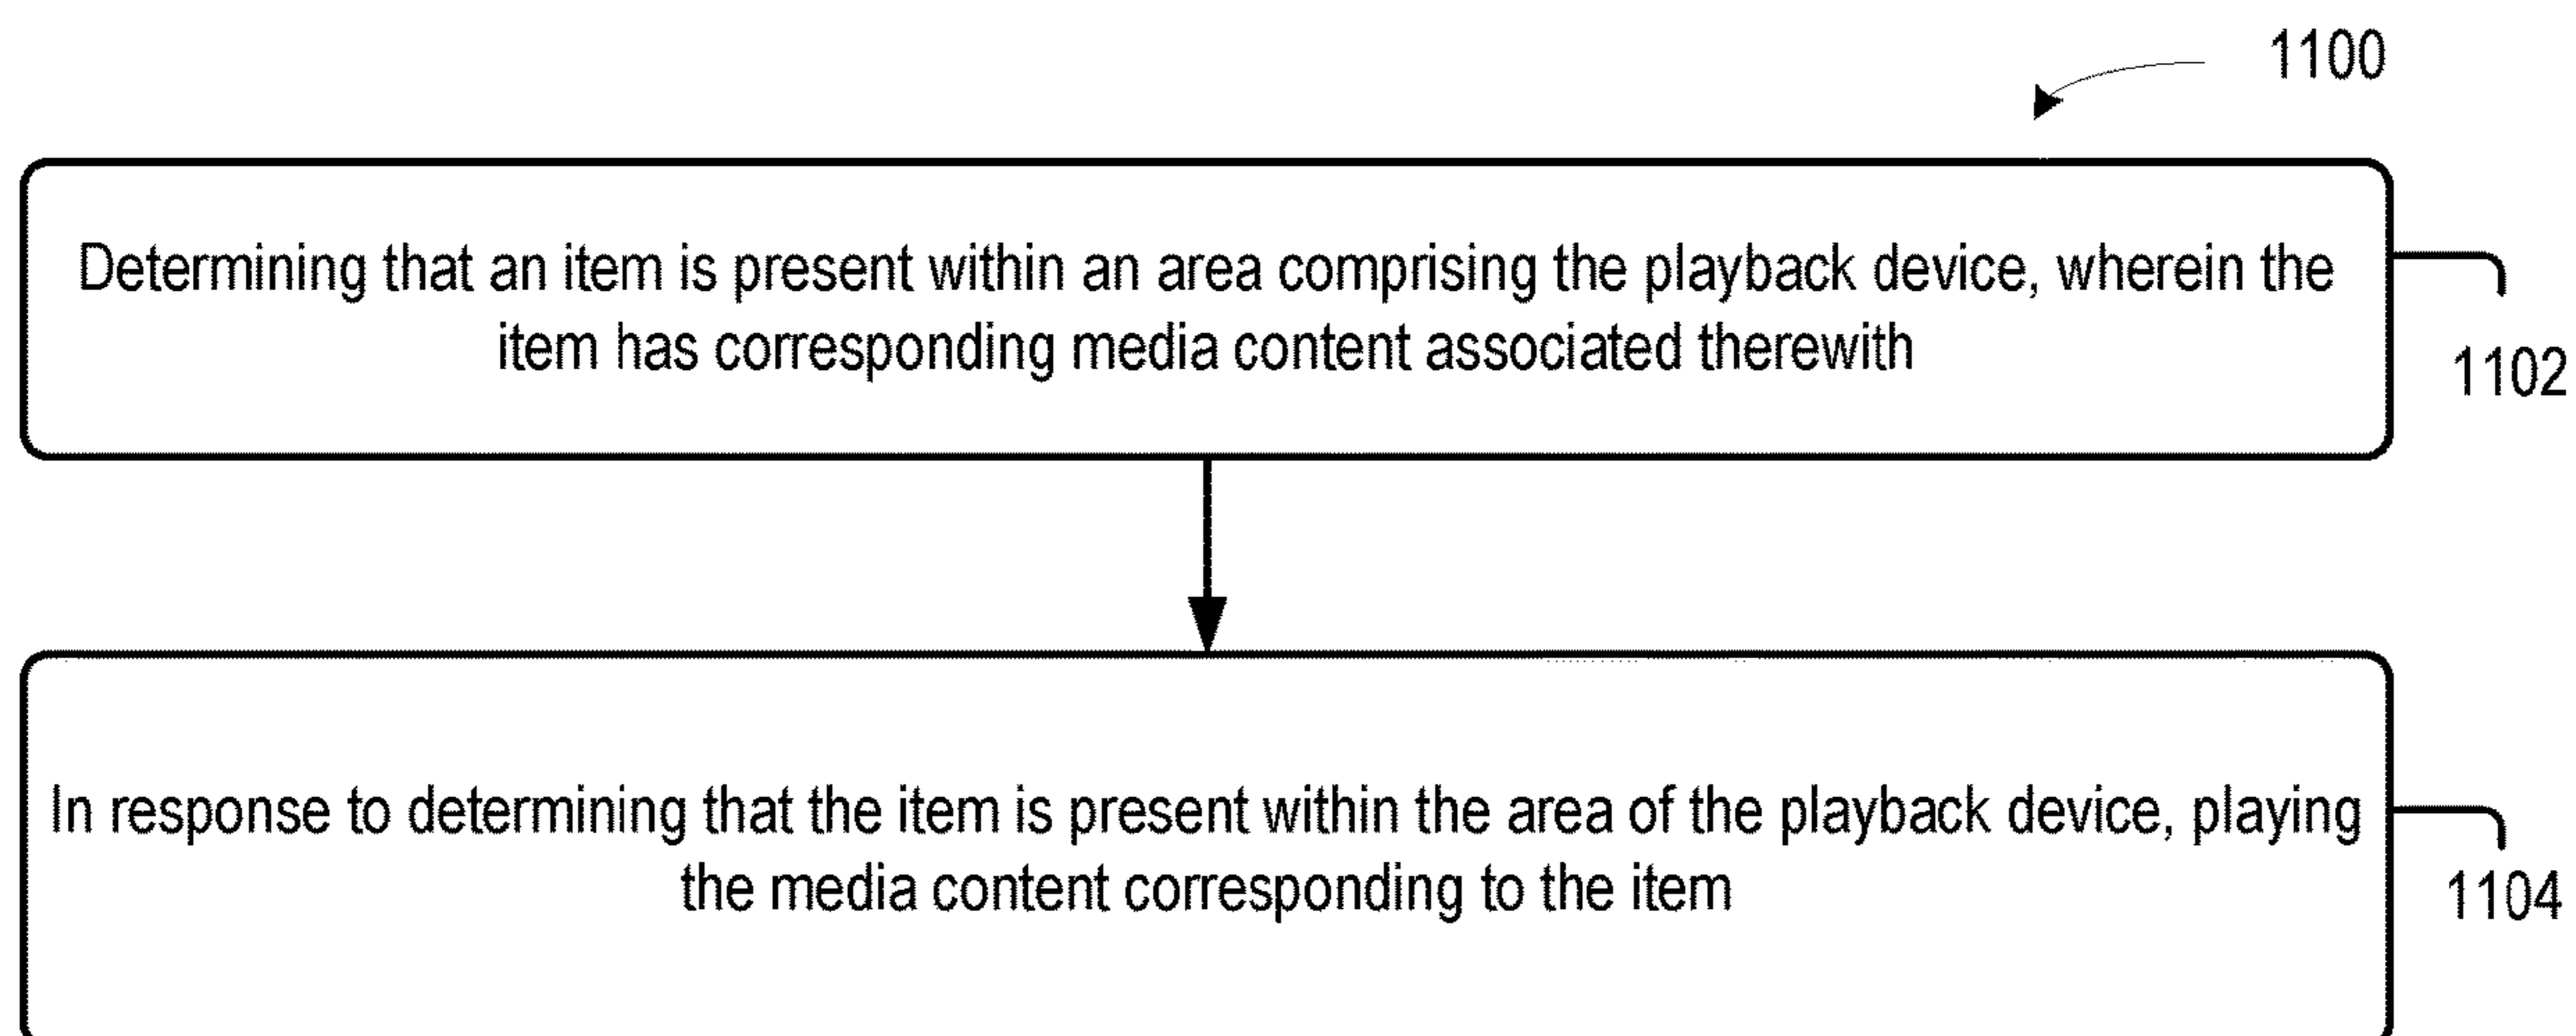 1100
Determining that an item is present within an area comprising the playback device, wherein the
item has corresponding media content associated therewith
1102
In response to determining that the item is present within the area of the playback device, playing
the media content corresponding to the item
1104